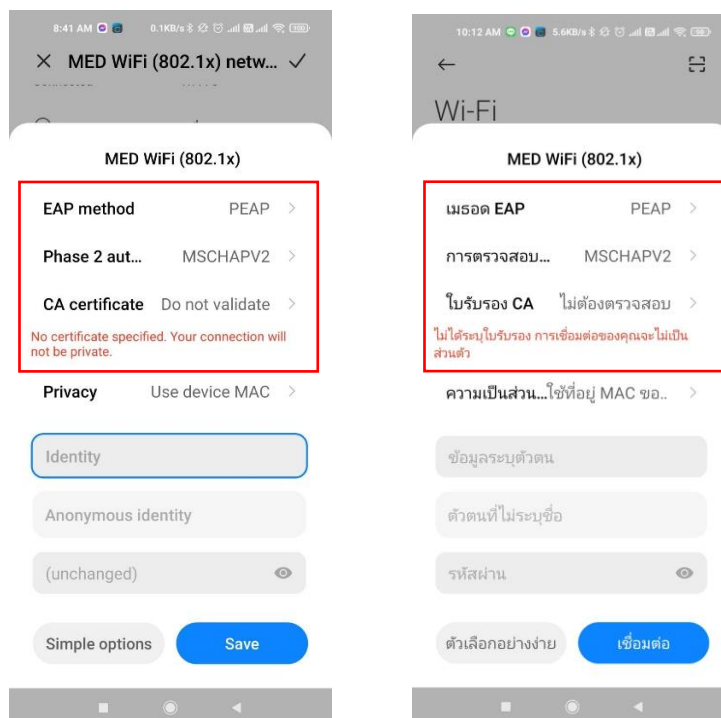 8:41 AM 0.1KB/s
MED WiFi (802.1x) netw...
MED WiFi (802.1x)
EAP method PEAP
Phase 2 aut... MSCHAPV2
CA certificate Do not validate
No certificate specified. Your connection will
not be private.
Privacy Use device MAC
Identity
Anonymous identity
(unchanged)
Simple options Save
10:12 AM 5.6KB/s
Wi-Fi
MED WiFi (802.1x)
เมธอด EAP PEAP
การตรวจสอบ... MSCHAPV2
ใบรับรอง CA ไม่ต้องตรวจสอบ
ไม่ได้ระบุใบรับรอง การเชื่อมต่อของคุณจะไม่เป็น
ส่วนตัว
ความเป็นส่วน...ใช้ที่อยู่ MAC ขอ..
ข้อมูลระบุตัวตน
ตัวตนที่ไม่ระบุชื่อ
รหัสผ่าน
ตัวเลือกอย่างง่าย เชื่อมต่อ